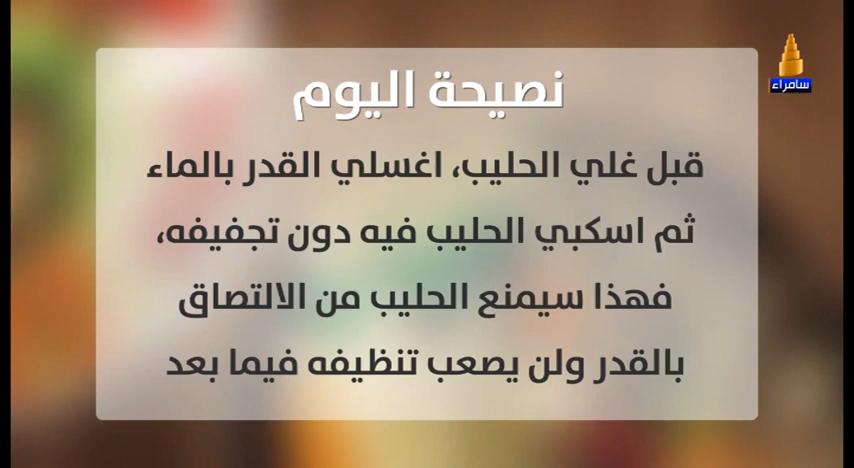 سامراء
نصيحة اليوم
قبل غلي الحليب، اغسلي القدر بالماء
ثم اسكبي الحليب فيه دون تجفيفه،
فهذا سيمنع الحليب من الالتصاق
بالقدر ولن يصعب تنظيفه فيما بعد